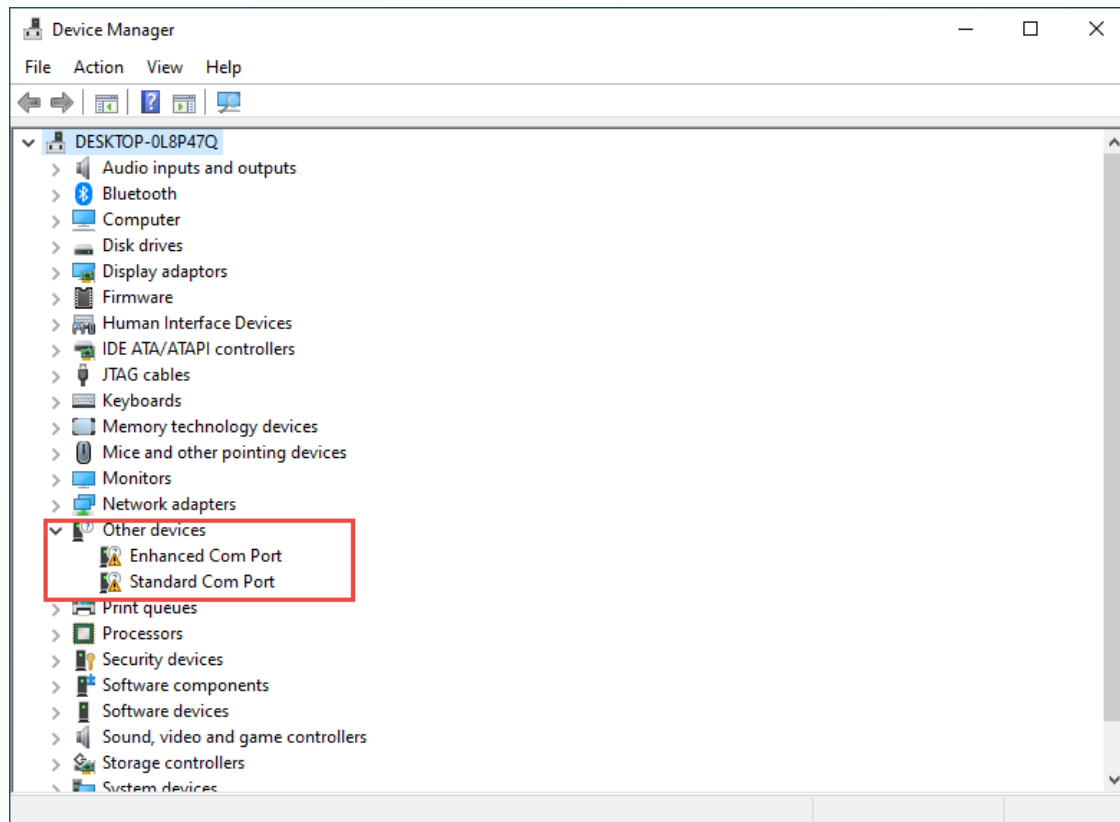 Device Manager
File Action View Help
DESKTOP-0L8P47Q
Audio inputs and outputs
Bluetooth
Computer
Disk drives
Display adaptors
Firmware
Human Interface Devices
IDE ATA/ATAPI controllers
JTAG cables
Keyboards
Memory technology devices
Mice and other pointing devices
Monitors
Network adapters
Other devices
Enhanced Com Port
Standard Com Port
Print queues
Processors
Security devices
Software components
Software devices
Sound, video and game controllers
Storage controllers
System devices